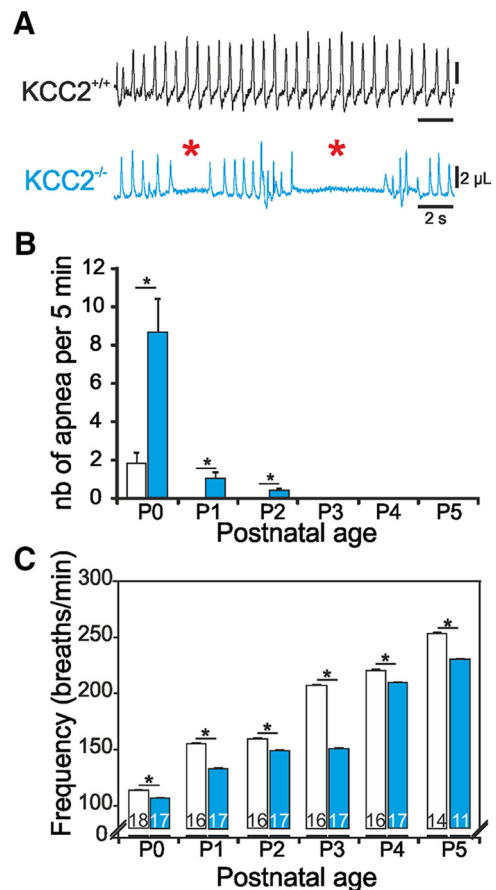 A
KCC2+/+
* *
KCC2-/-
2 µL
2 s
B
nb of apnea per 5 min
12
10
8
6
4
2
0
*
*
*
P0 P1 P2 P3 P4 P5
Postnatal age
C
Frequency (breaths/min)
300
250
200
150
100
0
*
*
*
*
*
*
18 17 16 17 16 17 16 17 16 17 14 11
P0 P1 P2 P3 P4 P5
Postnatal age